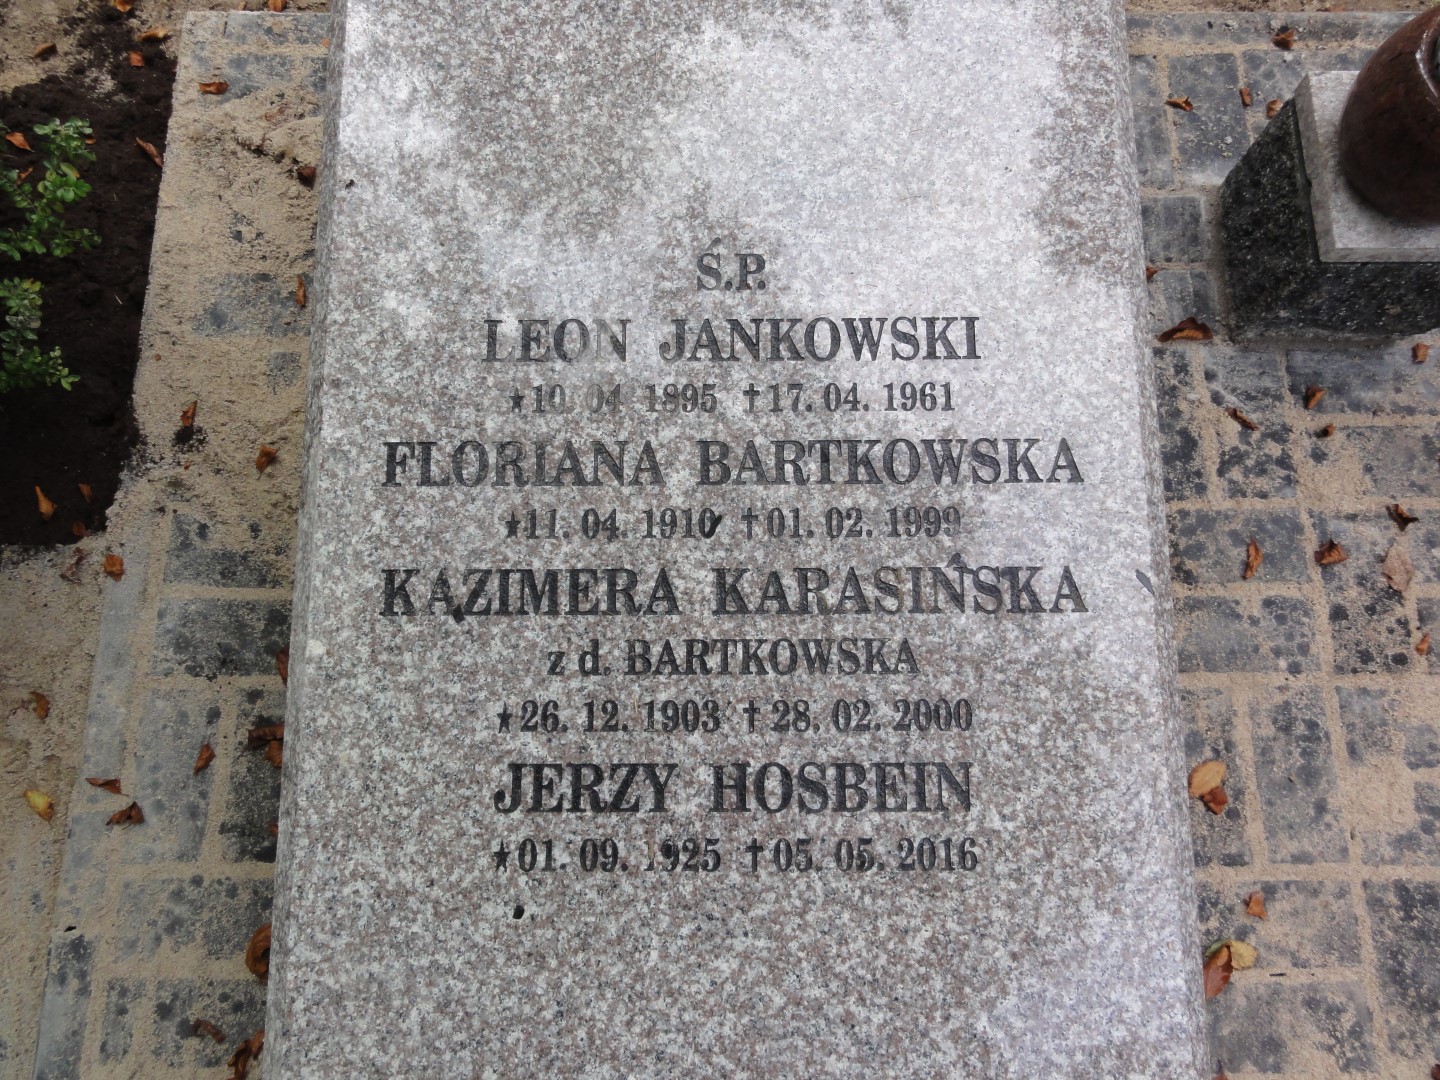 Ś.P.
LEON JANKOWSKI
★10. 04 1895 †17. 04. 1961
FLORIANA BARTKOWSKA
★11. 04. 1910 †01. 02. 1999
KAZIMERA KARASIŃSKA
z d. BARTKOWSKA
★26. 12. 1903 †28. 02. 2000
JERZY HOSBEIN
★01. 09. 1925 †05. 05. 2016